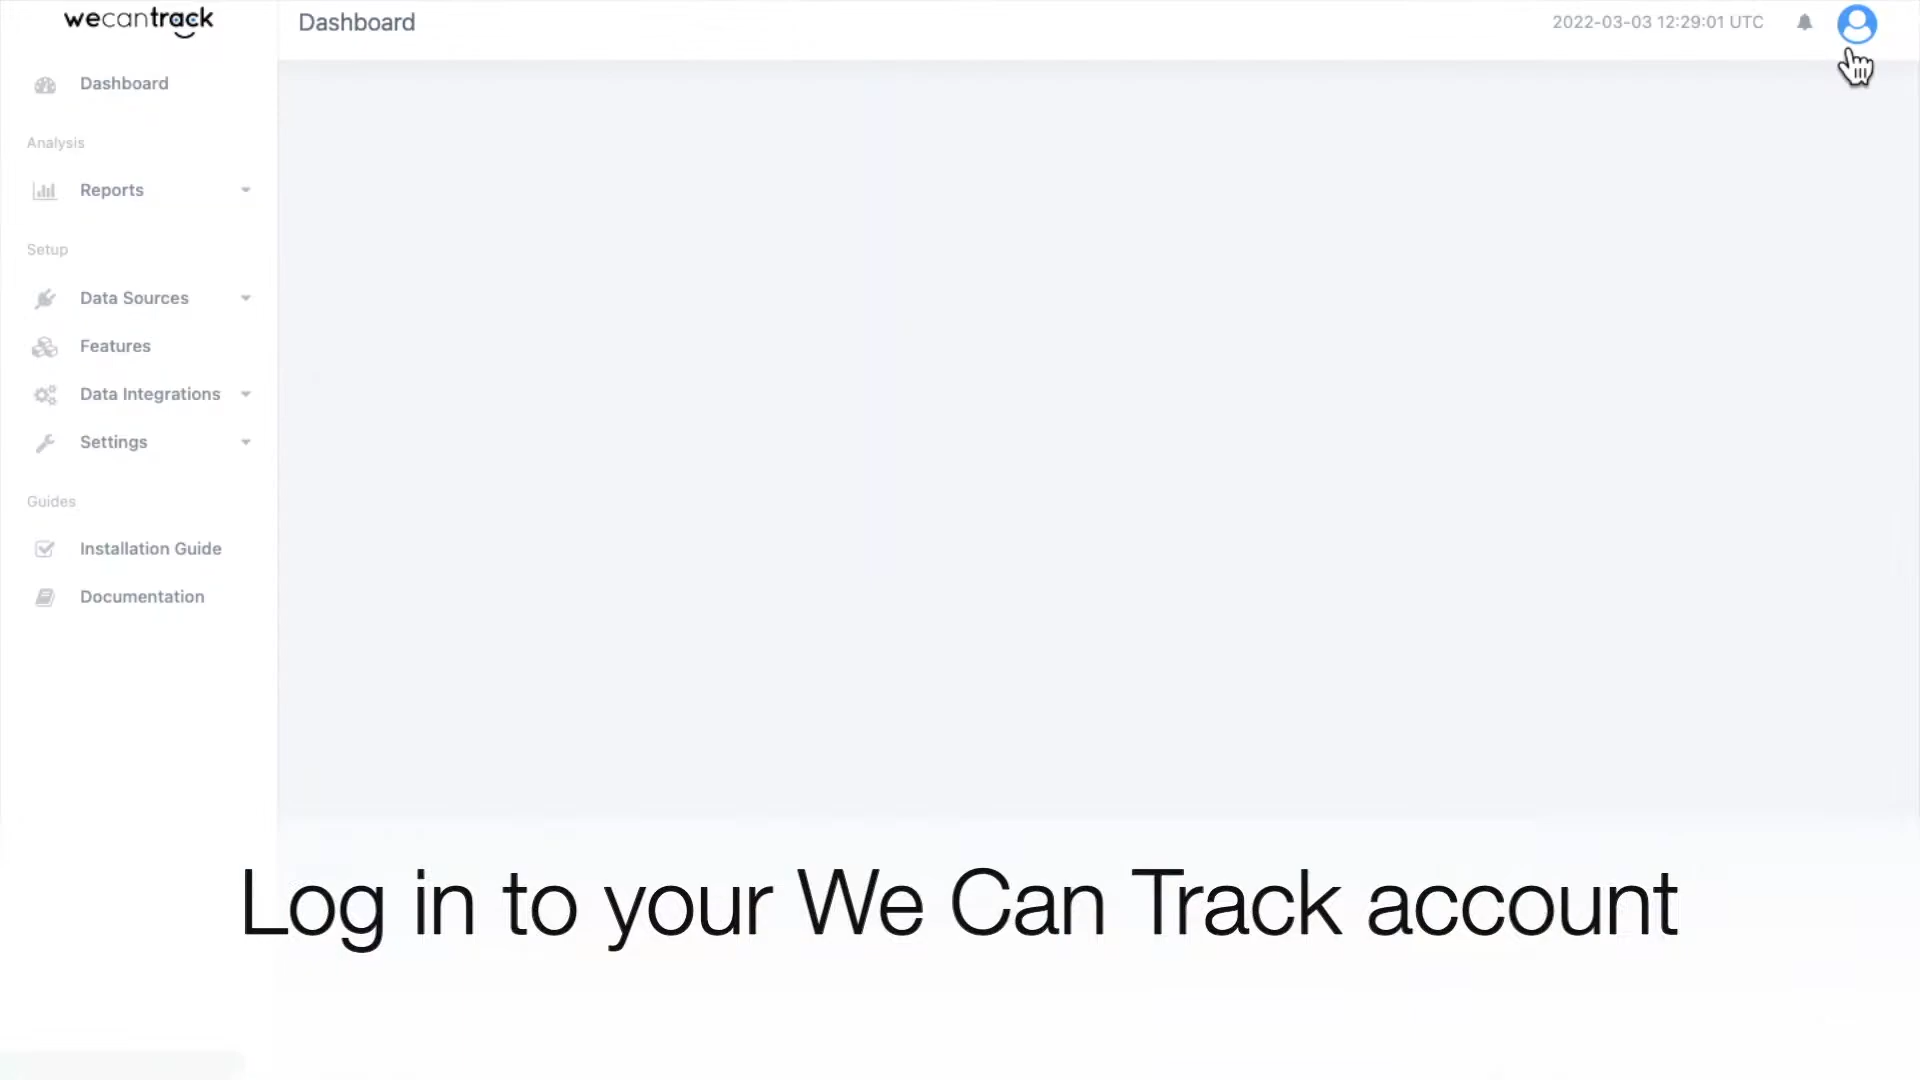 wecantrack
Dashboard
2022-03-03 12:29:01 UTC
Dashboard
Analysis
Reports
Setup
Data Sources
Features
Data Integrations
Settings
Guides
Installation Guide
Documentation
Log in to your We Can Track account